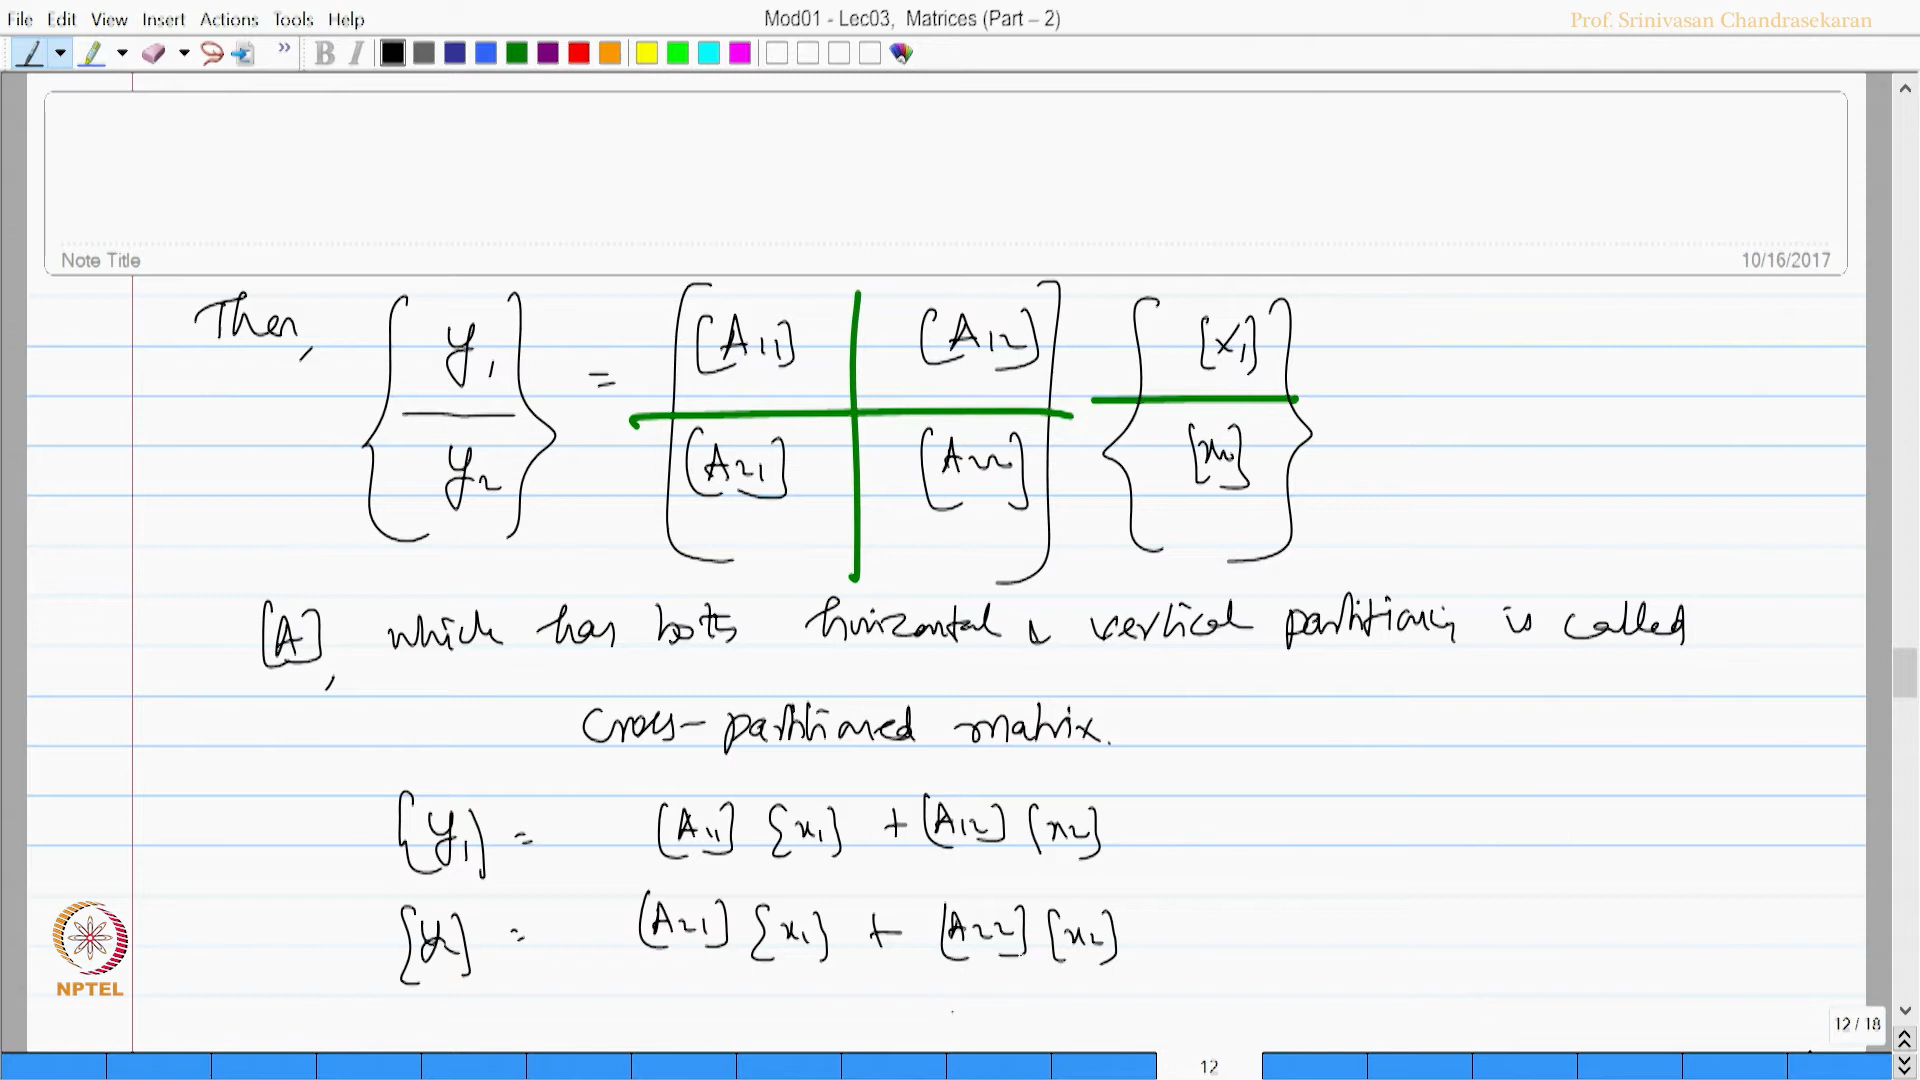 File Edit View Insert Actions Tools Help
Mod01 - Lec03, Matrices (Part – 2)
Prof. Srinivasan Chandrasekaran
B I
Note Title
10/16/2017
Then, { y1 / y2 } = [ [A11] [A12] / [A21] [A22] ] { [x1] / [x2] }
[A], which has both horizontal & vertical partitioning is called
cross-partitioned matrix.
{y1} = [A11] {x1} + [A12] {x2}
{y2} = [A21] {x1} + [A22] {x2}
NPTEL
12 / 18
12